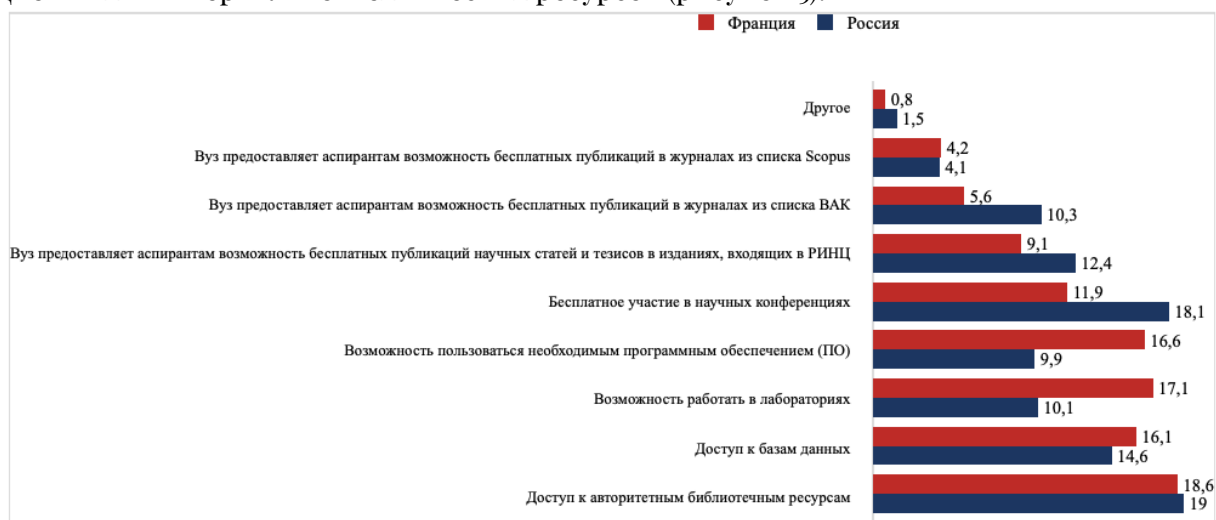 (рисунок 9).
Франция Россия
Другое
0,8
1,5
Вуз предоставляет аспирантам возможность бесплатных публикаций в журналах из списка Scopus
4,2
4,1
Вуз предоставляет аспирантам возможность бесплатных публикаций в журналах из списка ВАК
5,6
10,3
Вуз предоставляет аспирантам возможность бесплатных публикаций научных статей и тезисов в изданиях, входящих в РИНЦ
9,1
12,4
Бесплатное участие в научных конференциях
11,9
18,1
Возможность пользоваться необходимым программным обеспечением (ПО)
16,6
9,9
Возможность работать в лабораториях
17,1
10,1
Доступ к базам данных
16,1
14,6
Доступ к авторитетным библиотечным ресурсам
18,6
19